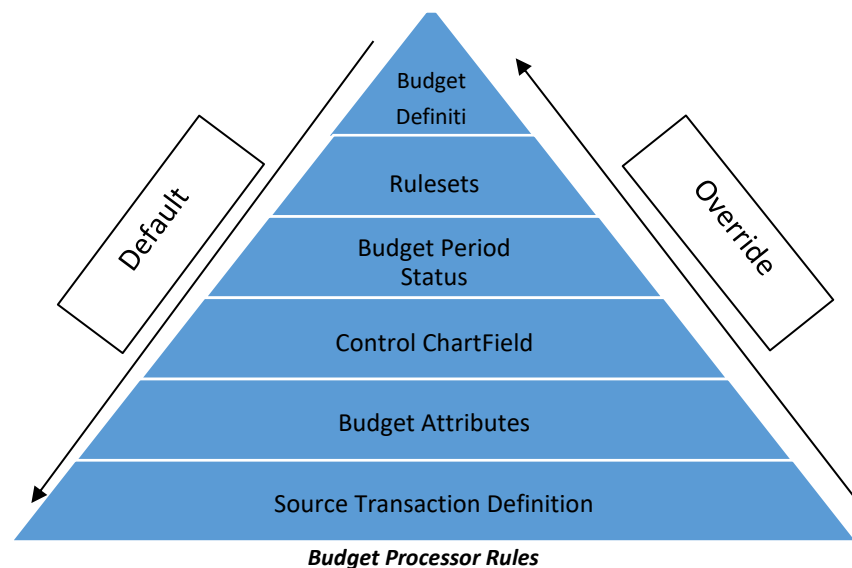 Budget
Definiti
Rulesets
Budget Period
Status
Control ChartField
Budget Attributes
Source Transaction Definition
Default
Override
Budget Processor Rules